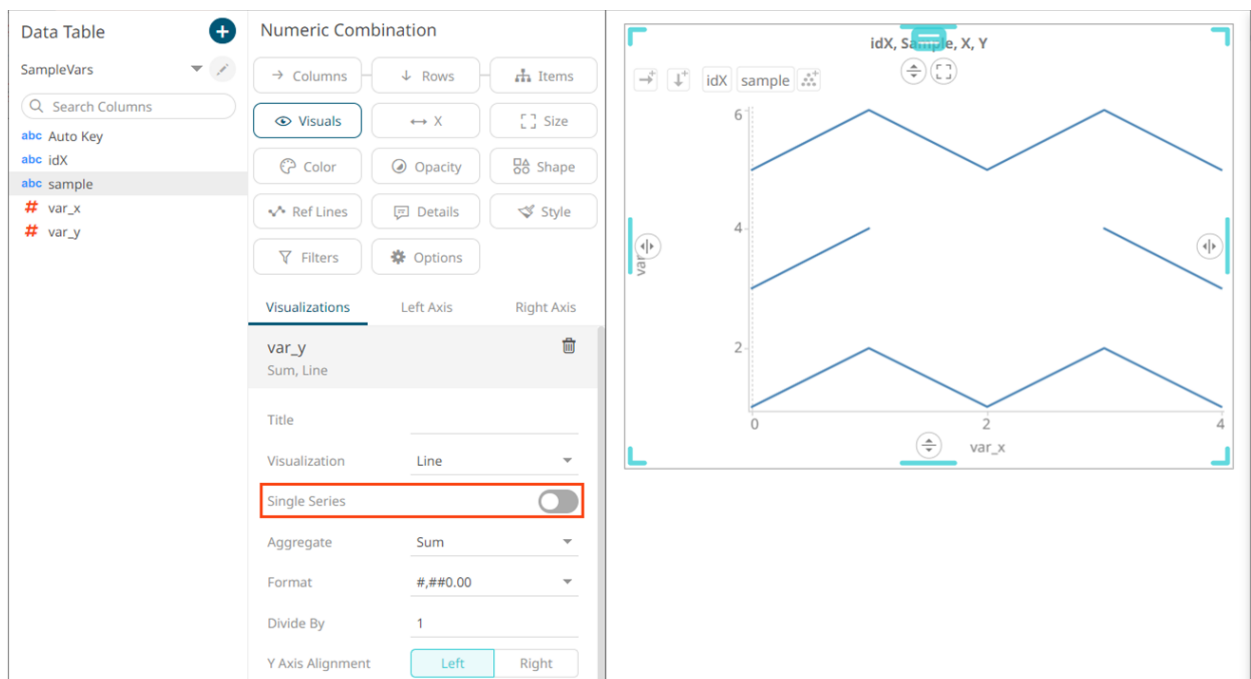 Data Table
SampleVars
Search Columns
abc Auto Key
abc idX
abc sample
# var_x
# var_y
Numeric Combination
Columns
Rows
Items
Visuals
X
Size
Color
Opacity
Shape
Ref Lines
Details
Style
Filters
Options
Visualizations
Left Axis
Right Axis
var_y
Sum, Line
Title
Visualization
Line
Single Series
Aggregate
Sum
Format
#,##0.00
Divide By
1
Y Axis Alignment
Left
Right
idX, Sample, X, Y
idX
sample
6
4
2
0
2
4
var_x